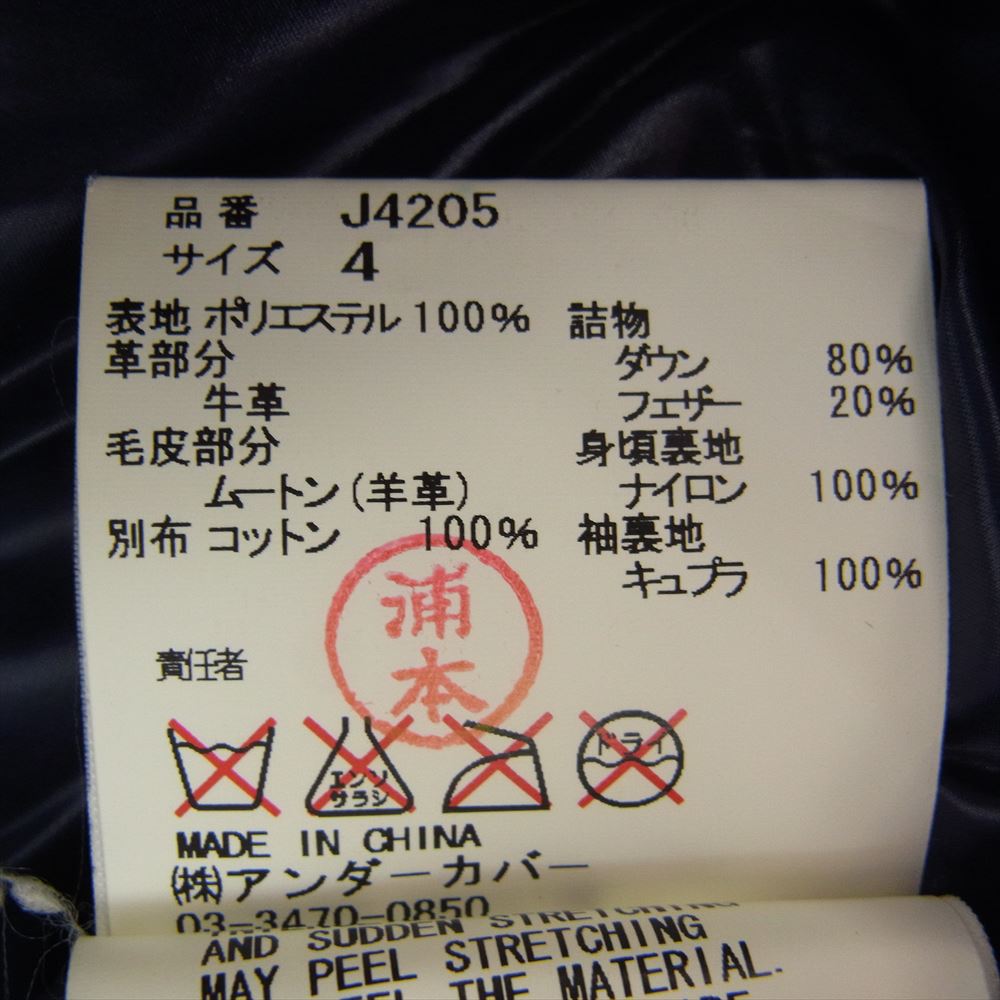 品番 J4205
サイズ 4
表地 ポリエステル 100%
革部分
牛革
毛皮部分
ムートン(羊革)
別布 コットン 100%
詰物
ダウン 80%
フェザー 20%
身頃裏地
ナイロン 100%
袖裏地
キュプラ 100%
浦本
責任者
エンソサラシ
ドライ
MADE IN CHINA
(株)アンダーカバー
03-3470-0850
AND SUDDEN STRETCHING
MAY PEEL STRETCHING
THE MATERIAL.